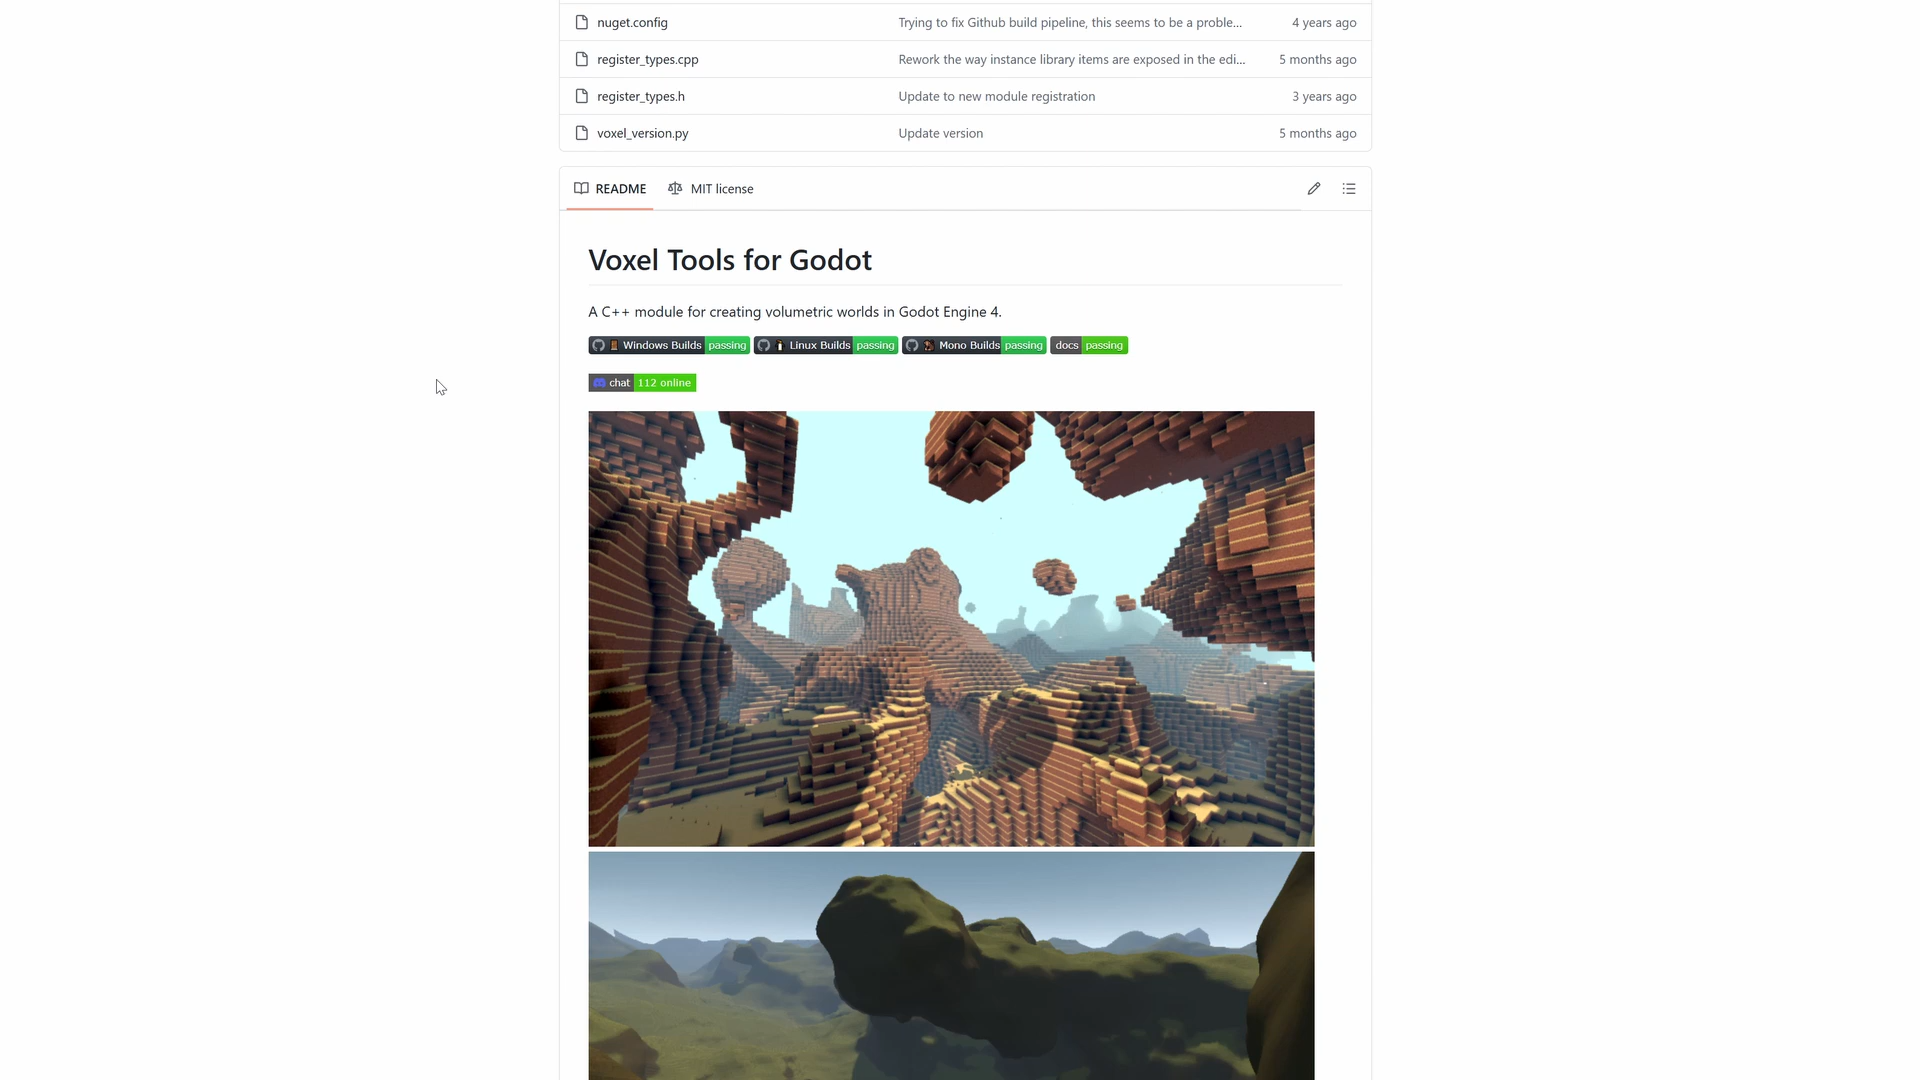 nuget.config Trying to fix Github build pipeline, this seems to be a proble... 4 years ago
register_types.cpp Rework the way instance library items are exposed in the edi... 5 months ago
register_types.h Update to new module registration 3 years ago
voxel_version.py Update version 5 months ago
README MIT license
Voxel Tools for Godot
A C++ module for creating volumetric worlds in Godot Engine 4.
Windows Builds passing Linux Builds passing Mono Builds passing docs passing
chat 112 online